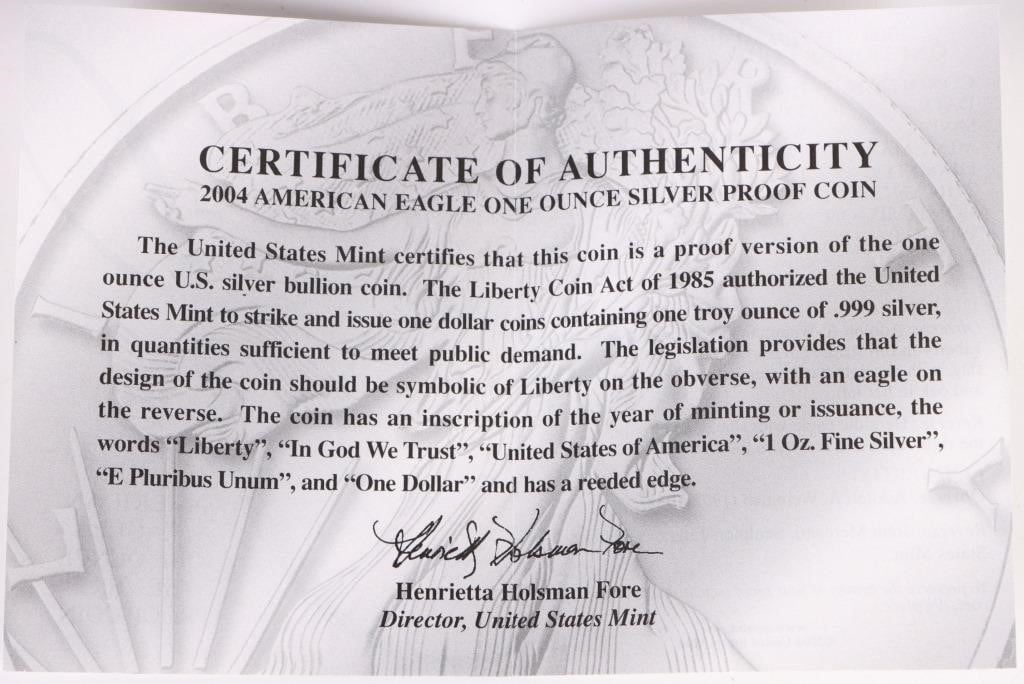 CERTIFICATE OF AUTHENTICITY
2004 AMERICAN EAGLE ONE OUNCE SILVER PROOF COIN
The United States Mint certifies that this coin is a proof version of the one
ounce U.S. silver bullion coin. The Liberty Coin Act of 1985 authorized the United
States Mint to strike and issue one dollar coins containing one troy ounce of .999 silver,
in quantities sufficient to meet public demand. The legislation provides that the
design of the coin should be symbolic of Liberty on the obverse, with an eagle on
the reverse. The coin has an inscription of the year of minting or issuance, the
words “Liberty”, “In God We Trust”, “United States of America”, “1 Oz. Fine Silver”,
“E Pluribus Unum”, and “One Dollar” and has a reeded edge.
Henrietta Holsman Fore
Henrietta Holsman Fore
Director, United States Mint